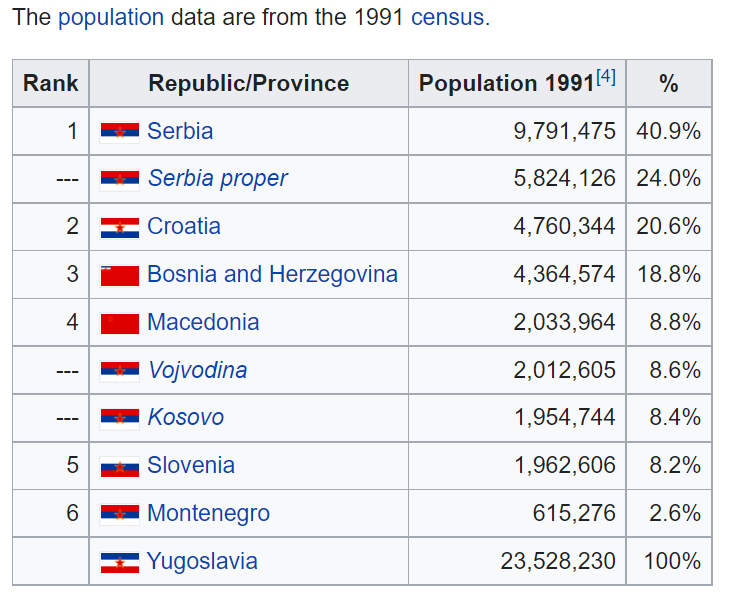 The population data are from the 1991 census.
Rank Republic/Province Population 1991[4] %
1 Serbia 9,791,475 40.9%
--- Serbia proper 5,824,126 24.0%
2 Croatia 4,760,344 20.6%
3 Bosnia and Herzegovina 4,364,574 18.8%
4 Macedonia 2,033,964 8.8%
--- Vojvodina 2,012,605 8.6%
--- Kosovo 1,954,744 8.4%
5 Slovenia 1,962,606 8.2%
6 Montenegro 615,276 2.6%
Yugoslavia 23,528,230 100%